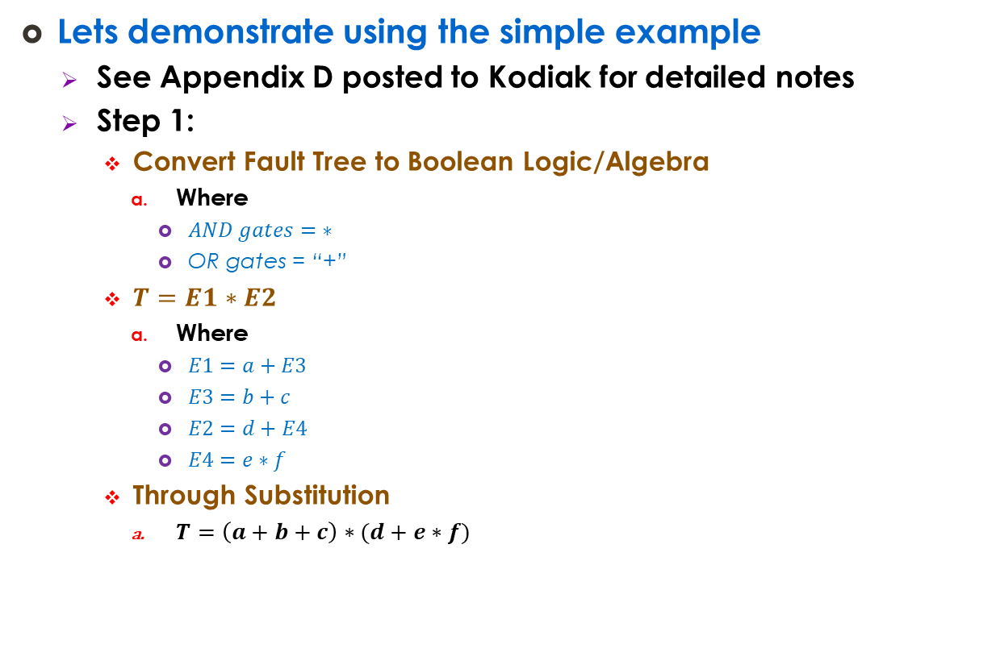 Lets demonstrate using the simple example
See Appendix D posted to Kodiak for detailed notes
Step 1:
Convert Fault Tree to Boolean Logic/Algebra
a. Where
AND gates = *
OR gates = “+”
T = E1 * E2
a. Where
E1 = a + E3
E3 = b + c
E2 = d + E4
E4 = e * f
Through Substitution
a. T = (a + b + c) * (d + e * f)